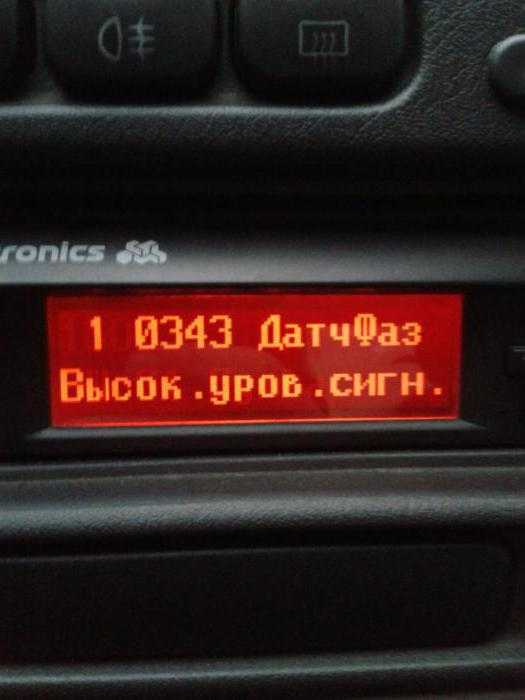 ronics
1 0343 ДатчФаз
Высок.уров.сигн.